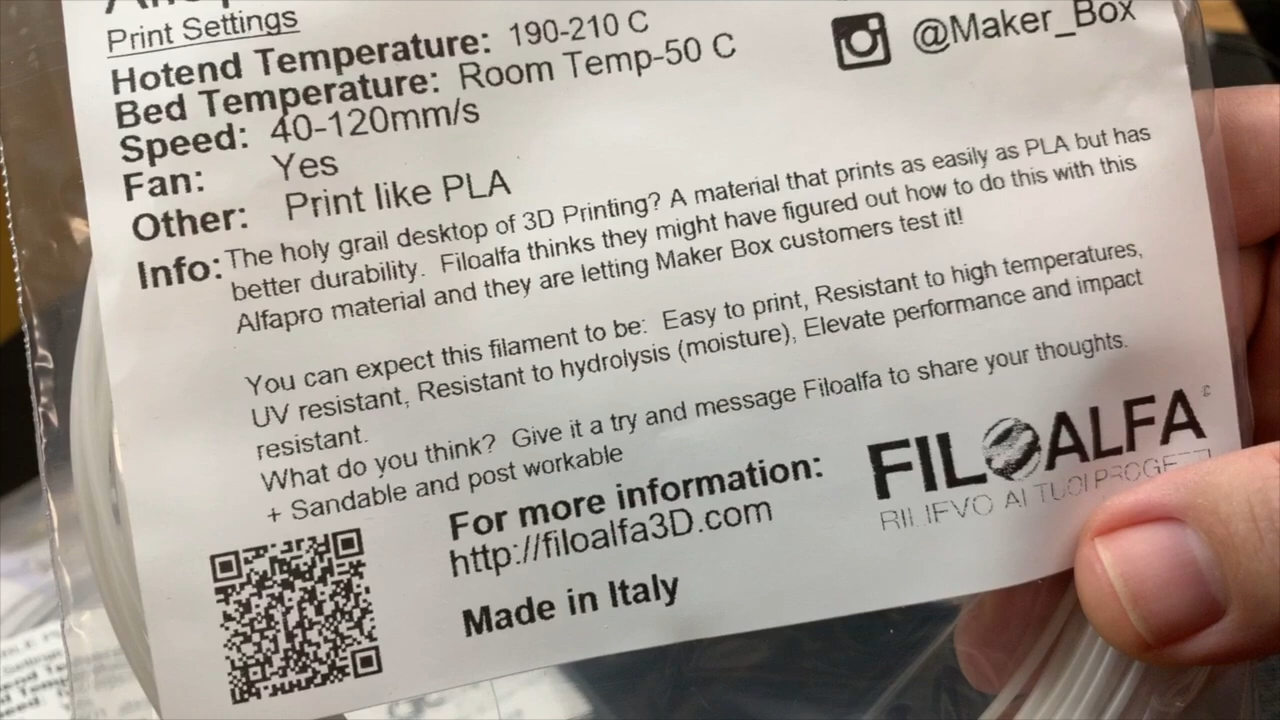 Print Settings
Hotend Temperature: 190-210 C
Bed Temperature: Room Temp-50 C
Speed: 40-120mm/s
Fan: Yes
Other: Print like PLA
Info: The holy grail desktop of 3D Printing? A material that prints as easily as PLA but has
better durability. Filoalfa thinks they might have figured out how to do this with this
Alfapro material and they are letting Maker Box customers test it!
You can expect this filament to be: Easy to print, Resistant to high temperatures,
UV resistant, Resistant to hydrolysis (moisture), Elevate performance and impact
resistant.
What do you think? Give it a try and message Filoalfa to share your thoughts.
+ Sandable and post workable
For more information:
http://filoalfa3D.com
Made in Italy
@Maker_Box
FILOALFA
AI TUOI